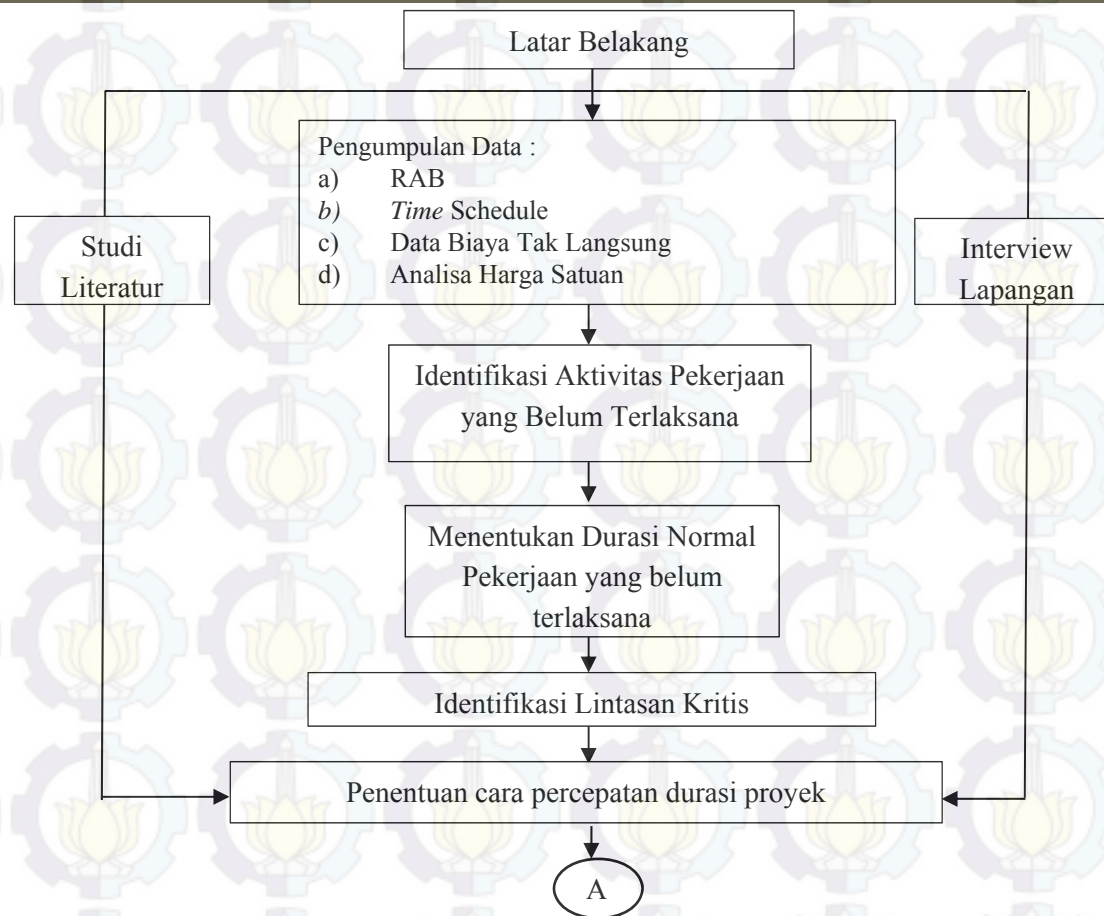 Latar Belakang
Pengumpulan Data :
a) RAB
b) Time Schedule
c) Data Biaya Tak Langsung
d) Analisa Harga Satuan
Studi
Literatur
Interview
Lapangan
Identifikasi Aktivitas Pekerjaan
yang Belum Terlaksana
Menentukan Durasi Normal
Pekerjaan yang belum
terlaksana
Identifikasi Lintasan Kritis
Penentuan cara percepatan durasi proyek
A